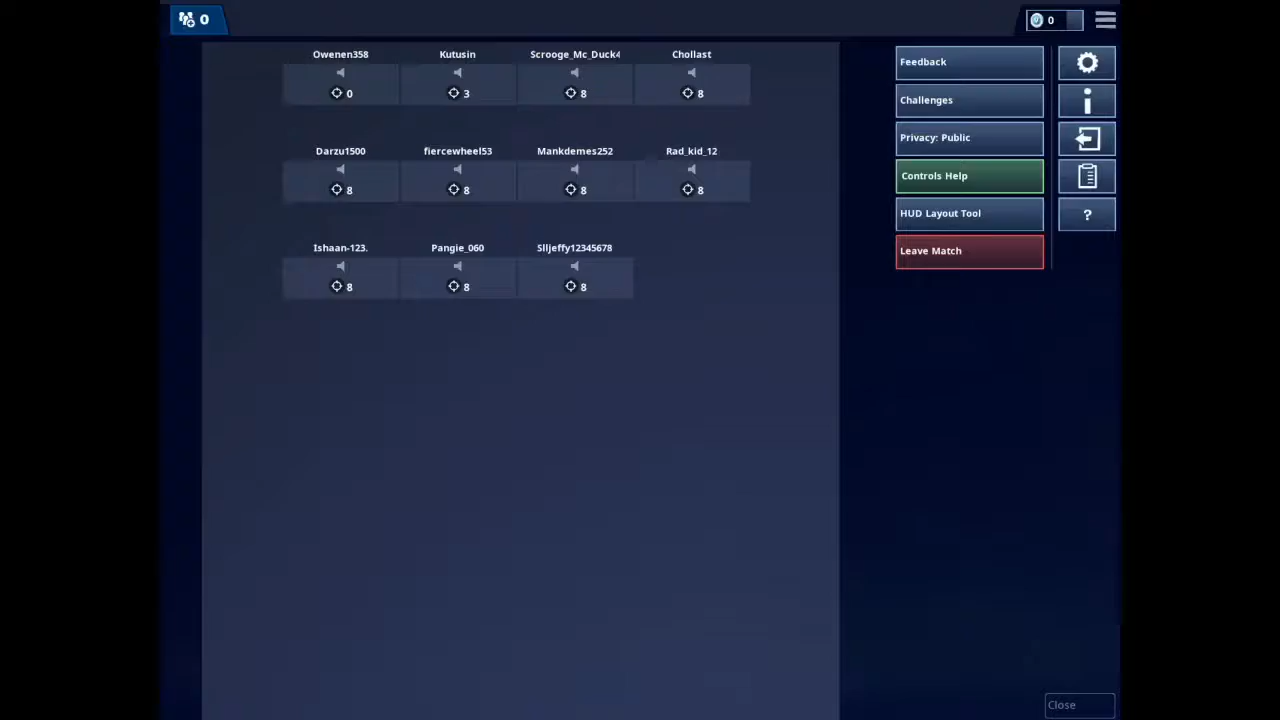 0
0
Owenen358 Kutusin Scrooge_Mc_Duck4 Chollast
0 3 8 8
Darzu1500 fiercewheel53 Mankdemes252 Rad_kid_12
8 8 8 8
Ishaan-123. Pangie_060 Slljeffy12345678
8 8 8
Feedback
Challenges
Privacy: Public
Controls Help
HUD Layout Tool
?
Leave Match
Close